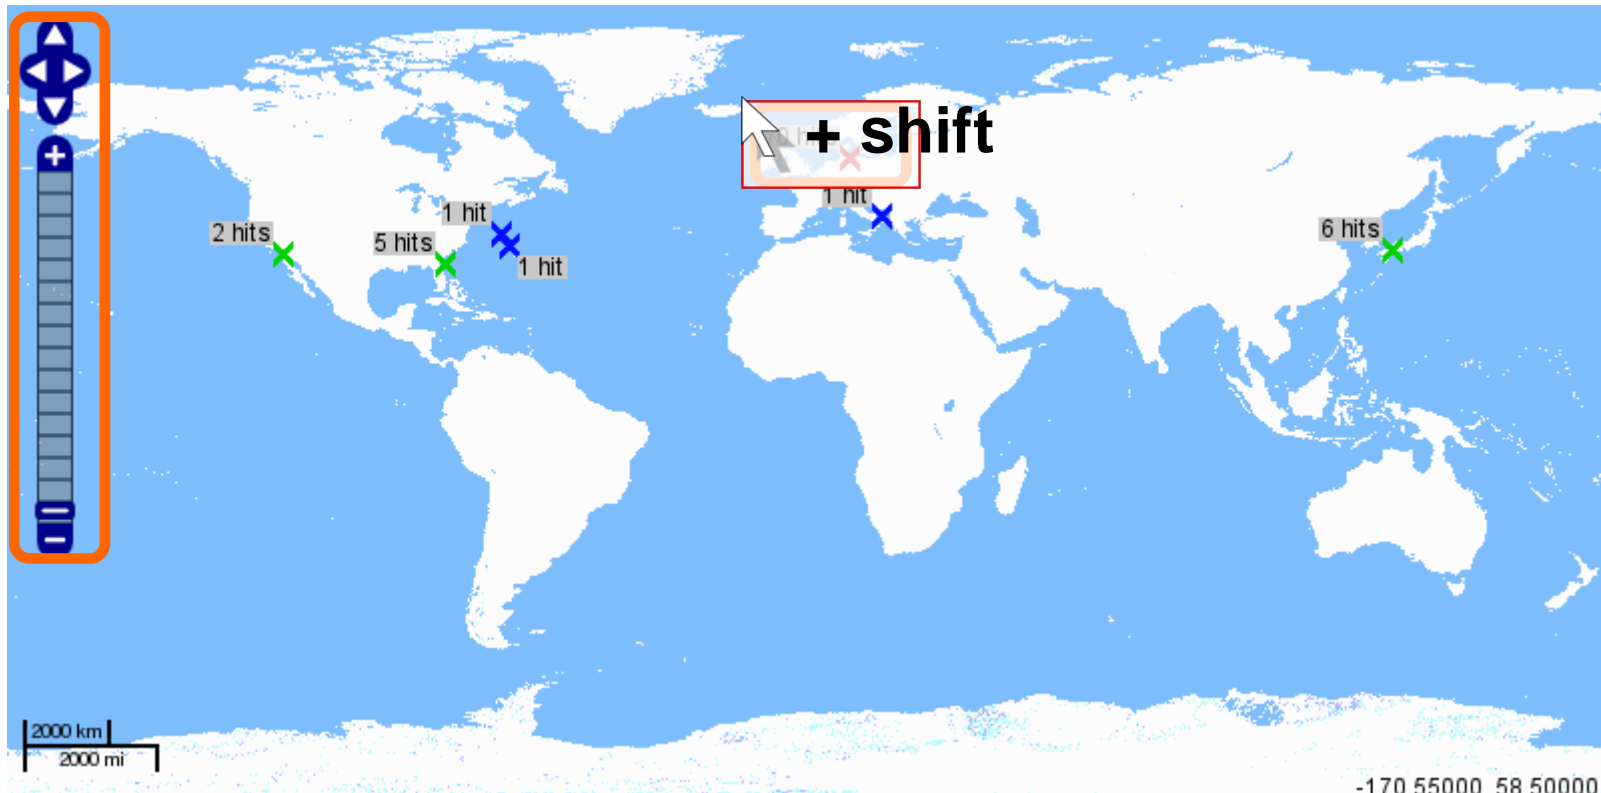 + shift
1 hit
1 hit
2 hits
5 hits
6 hits
1 hit
2000 km
2000 mi
-170.55000, 58.50000